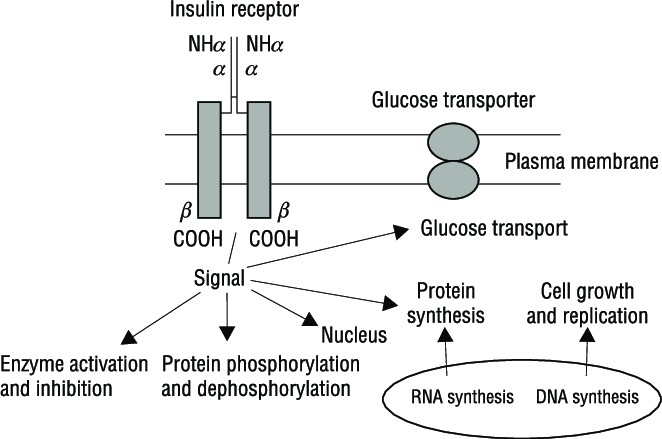 Insulin receptor
NHα NHα
α α
Glucose transporter
Plasma membrane
β β
COOH COOH
Glucose transport
Signal
Protein
synthesis
Cell growth
and replication
Nucleus
Enzyme activation
and inhibition
Protein phosphorylation
and dephosphorylation
RNA synthesis DNA synthesis